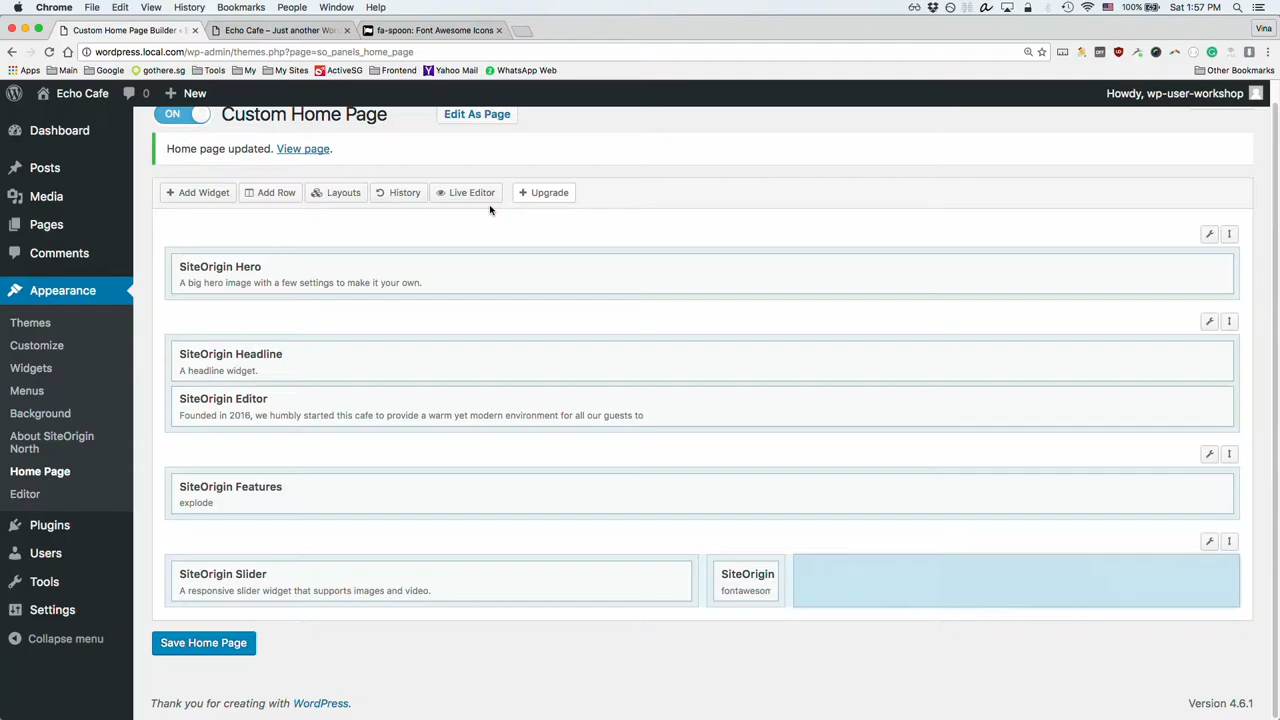 Chrome File Edit View History Bookmarks People Window Help
100% Sat 1:57 PM
Custom Home Page Builder ‹ E
Echo Cafe – Just another Wor
fa-spoon: Font Awesome Icons
Vina
wordpress.local.com/wp-admin/themes.php?page=so_panels_home_page
Apps Main Google gothere.sg Tools My My Sites ActiveSG Frontend Yahoo Mail WhatsApp Web Other Bookmarks
Echo Cafe 0 New Howdy, wp-user-workshop
ON Custom Home Page Edit As Page
Home page updated. View page.
Add Widget Add Row Layouts History Live Editor Upgrade
SiteOrigin Hero
A big hero image with a few settings to make it your own.
SiteOrigin Headline
A headline widget.
SiteOrigin Editor
Founded in 2016, we humbly started this cafe to provide a warm yet modern environment for all our guests to
SiteOrigin Features
explode
SiteOrigin Slider
A responsive slider widget that supports images and video.
SiteOrigin
fontawesom
Save Home Page
Thank you for creating with WordPress.
Version 4.6.1
Dashboard
Posts
Media
Pages
Comments
Appearance
Themes
Customize
Widgets
Menus
Background
About SiteOrigin
North
Home Page
Editor
Plugins
Users
Tools
Settings
Collapse menu